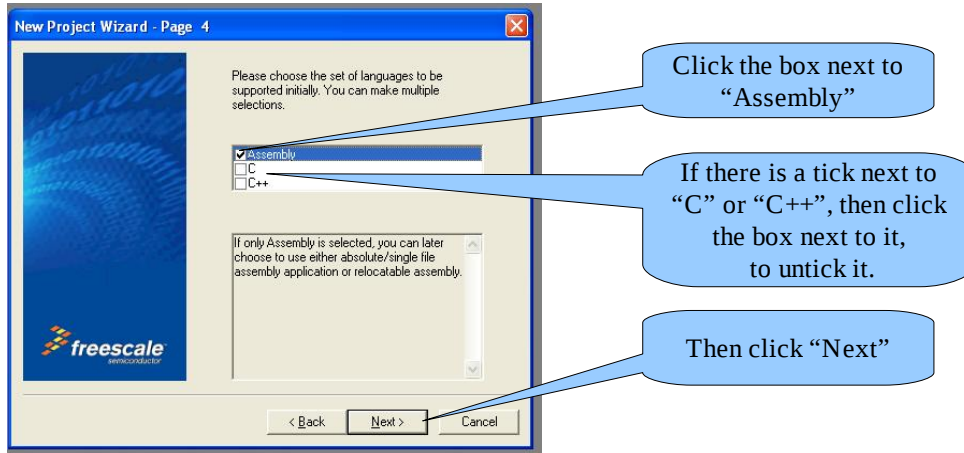 New Project Wizard - Page 4
Please choose the set of languages to be
supported initially. You can make multiple
selections.
Assembly
C
C++
If only Assembly is selected, you can later
choose to use either absolute/single file
assembly application or relocatable assembly.
freescale
semiconductor
< Back
Next >
Cancel
Click the box next to
“Assembly”
If there is a tick next to
“C” or “C++”, then click
the box next to it,
to untick it.
Then click “Next”